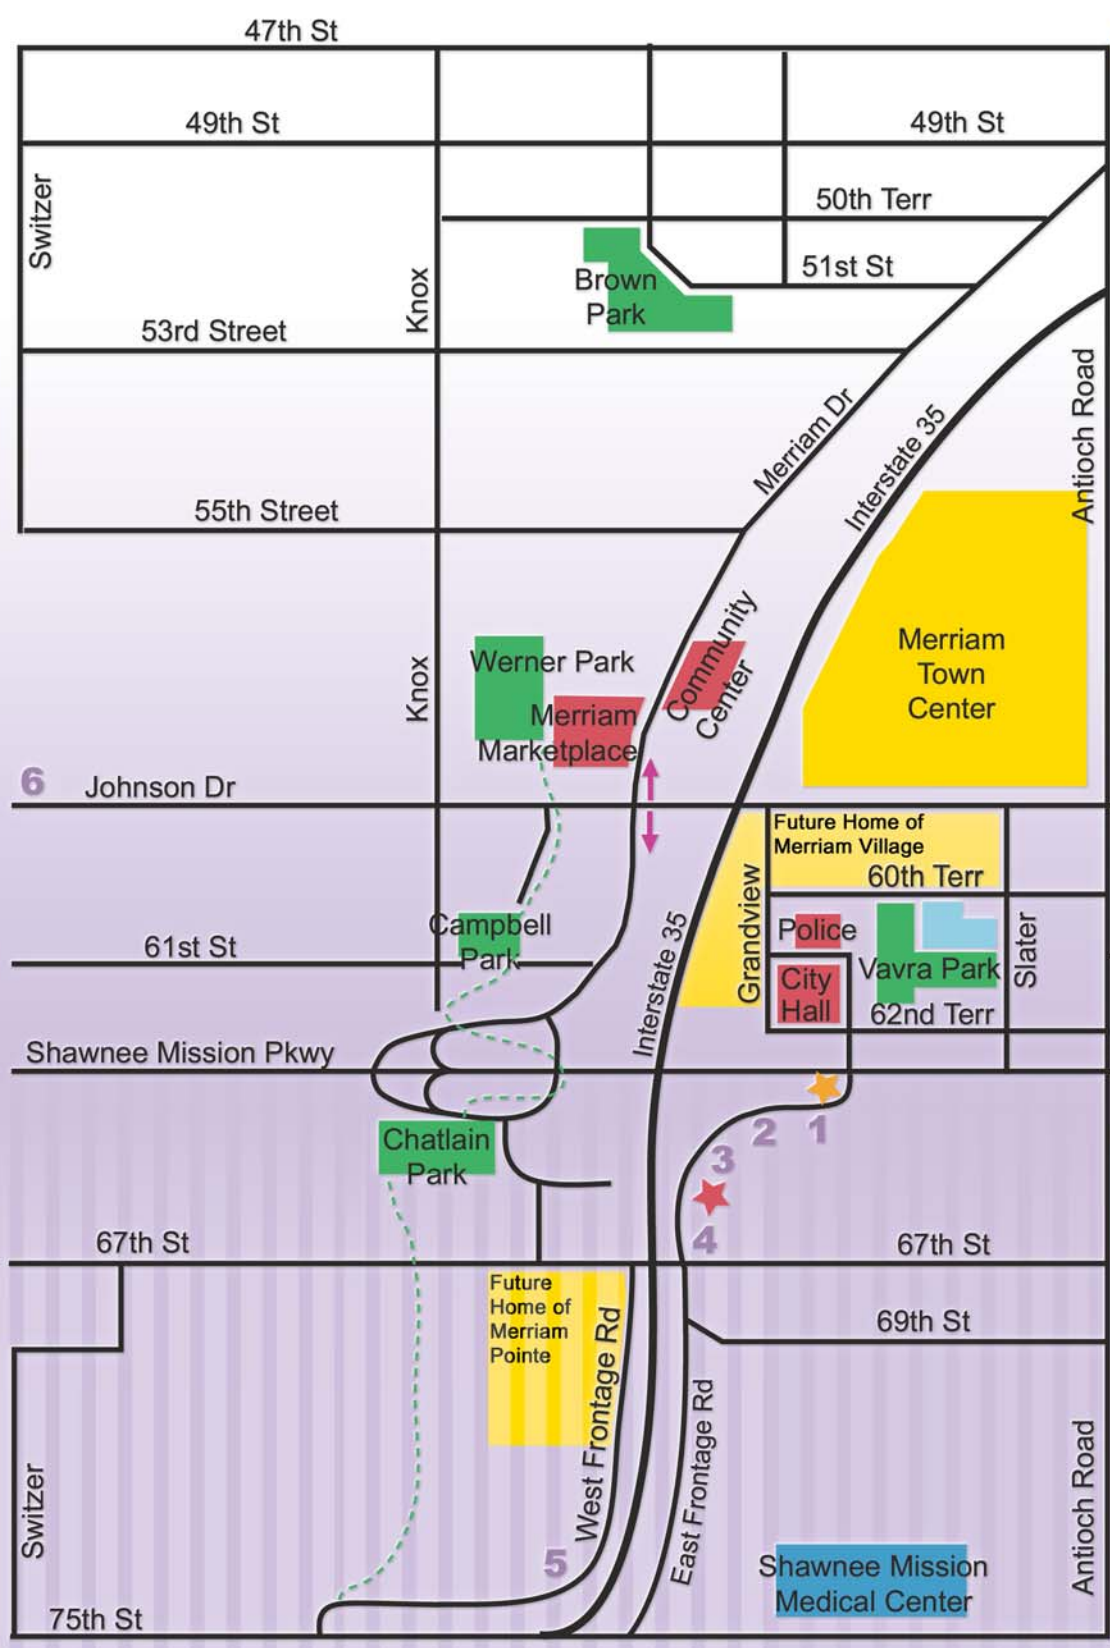 47th St
49th St
49th St
Switzer
50th Terr
51st St
Brown
Park
Knox
53rd Street
Antioch Road
Merriam Dr
Interstate 35
55th Street
Community
Center
Merriam
Town
Center
Werner Park
Knox
Merriam
Marketplace
6
Johnson Dr
Future Home of
Merriam Village
60th Terr
Grandview
Police
Campbell
Park
61st St
Interstate 35
Vavra Park
Slater
City
Hall
62nd Terr
Shawnee Mission Pkwy
2
1
Chatlain
Park
3
4
67th St
67th St
Future
Home of
Merriam
Pointe
69th St
West Frontage Rd
East Frontage Rd
Antioch Road
Switzer
5
Shawnee Mission
Medical Center
75th St